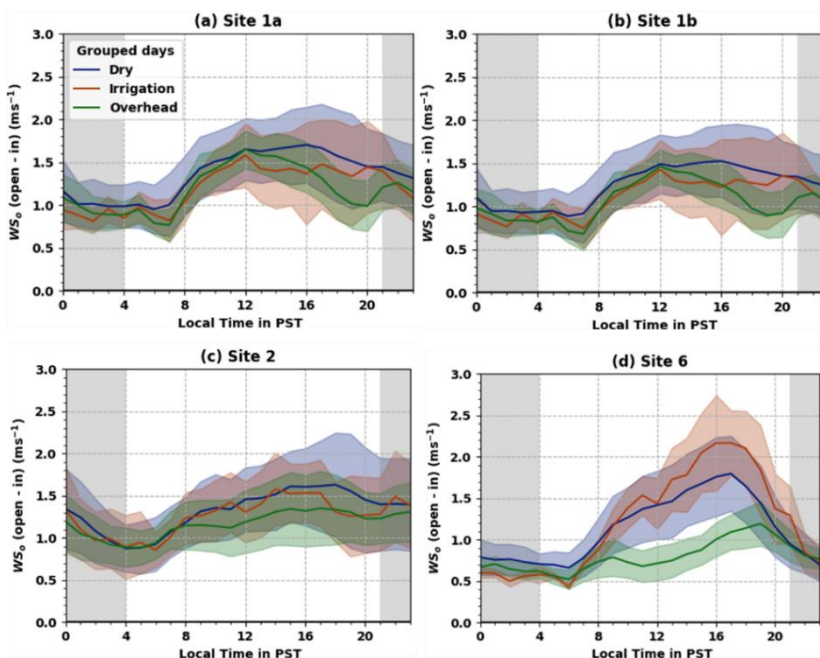 (a) Site 1a
3.0
2.5
2.0
1.5
1.0
0.5
0.0
WSo (open - in) (ms−1)
Grouped days
Dry
Irrigation
Overhead
0 4 8 12 16 20
Local Time in PST
(b) Site 1b
3.0
2.5
2.0
1.5
1.0
0.5
0.0
WSo (open - in) (ms−1)
0 4 8 12 16 20
Local Time in PST
(c) Site 2
3.0
2.5
2.0
1.5
1.0
0.5
0.0
WSo (open - in) (ms−1)
0 4 8 12 16 20
Local Time in PST
(d) Site 6
3.0
2.5
2.0
1.5
1.0
0.5
0.0
WSo (open - in) (ms−1)
0 4 8 12 16 20
Local Time in PST